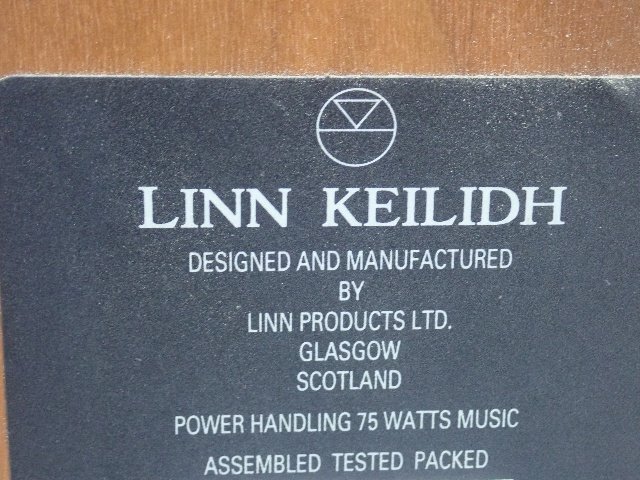 LINN KEILIDH
DESIGNED AND MANUFACTURED
BY
LINN PRODUCTS LTD.
GLASGOW
SCOTLAND
POWER HANDLING 75 WATTS MUSIC
ASSEMBLED TESTED PACKED